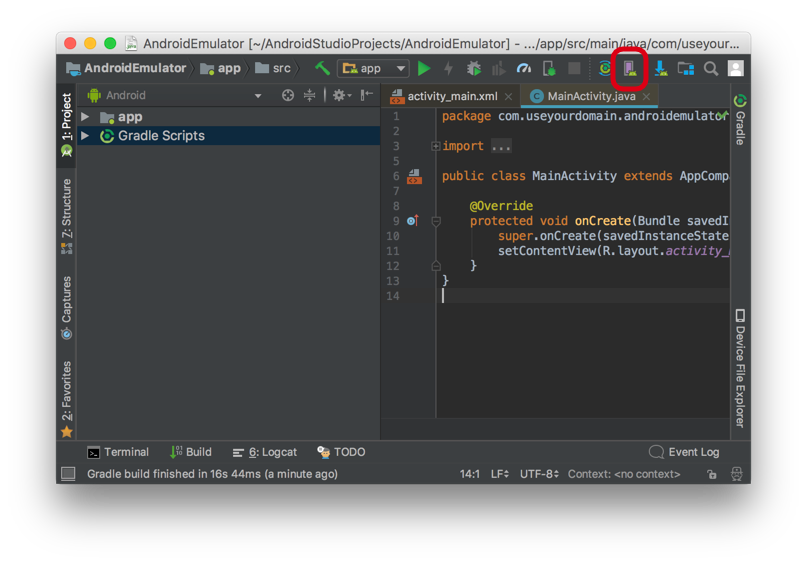 AndroidEmulator [~/AndroidStudioProjects/AndroidEmulator] - .../app/src/main/java/com/useyour...
AndroidEmulator app src app
Android
activity_main.xml MainActivity.java
1: Project
app
Gradle Scripts
Z: Structure
Captures
2: Favorites
1 package com.useyourdomain.androidemulator
2
3 import ...
5
6 public class MainActivity extends AppCompa
7
8 @Override
9 protected void onCreate(Bundle savedI
10 super.onCreate(savedInstanceState
11 setContentView(R.layout.activity_
12 }
13 }
14
Gradle
Device File Explorer
Terminal Build 6: Logcat TODO Event Log
Gradle build finished in 16s 44ms (a minute ago) 14:1 LF UTF-8 Context: <no context>